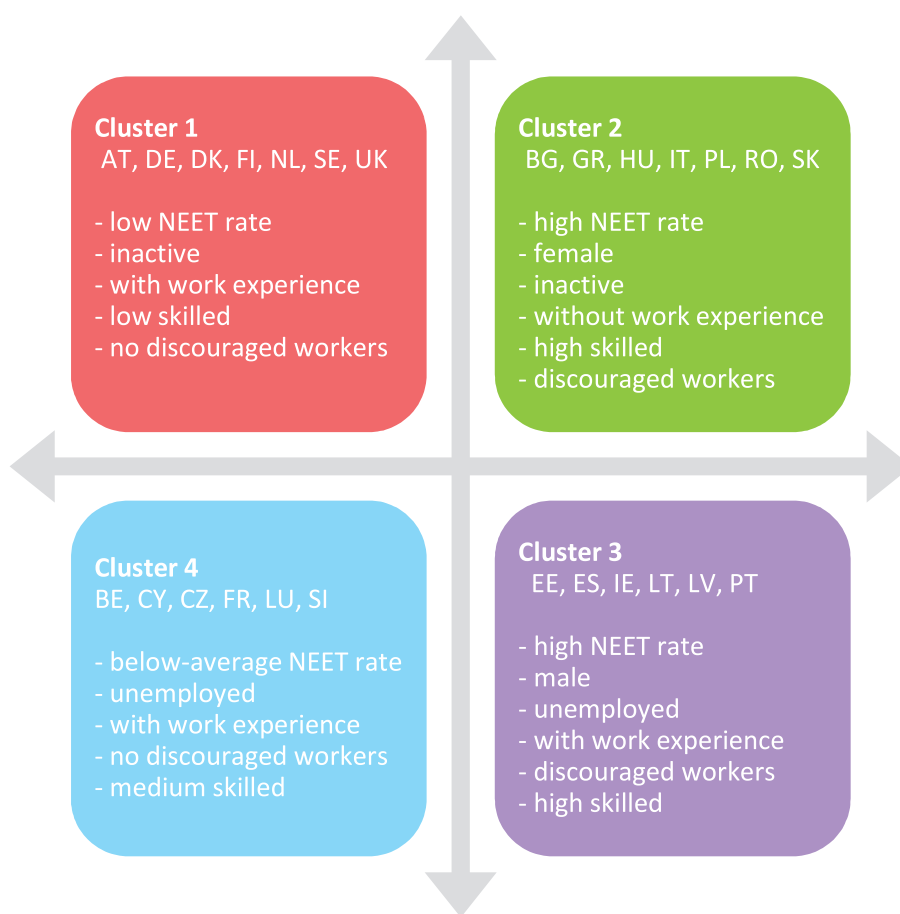 Cluster 1
AT, DE, DK, FI, NL, SE, UK
- low NEET rate
- inactive
- with work experience
- low skilled
- no discouraged workers
Cluster 2
BG, GR, HU, IT, PL, RO, SK
- high NEET rate
- female
- inactive
- without work experience
- high skilled
- discouraged workers
Cluster 4
BE, CY, CZ, FR, LU, SI
- below-average NEET rate
- unemployed
- with work experience
- no discouraged workers
- medium skilled
Cluster 3
EE, ES, IE, LT, LV, PT
- high NEET rate
- male
- unemployed
- with work experience
- discouraged workers
- high skilled